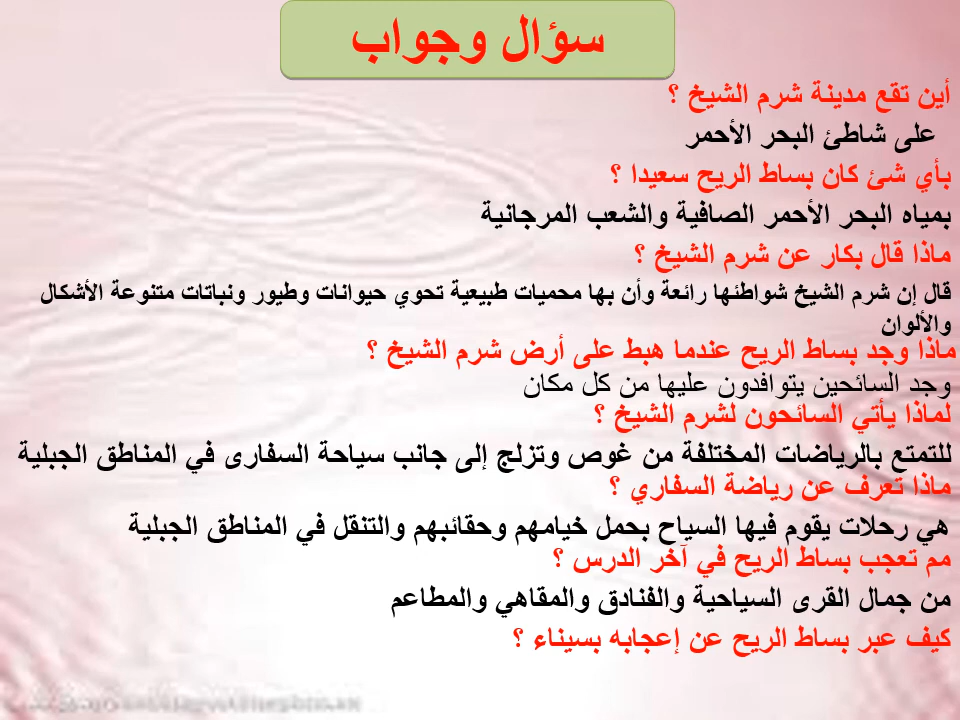 سؤال وجواب
أين تقع مدينة شرم الشيخ ؟
على شاطئ البحر الأحمر
بأي شئ كان بساط الريح سعيدا ؟
بمياه البحر الأحمر الصافية والشعب المرجانية
ماذا قال بكار عن شرم الشيخ ؟
قال إن شرم الشيخ شواطئها رائعة وأن بها محميات طبيعية تحوي حيوانات وطيور ونباتات متنوعة الأشكال
والألوان
ماذا وجد بساط الريح عندما هبط على أرض شرم الشيخ ؟
وجد السائحين يتوافدون عليها من كل مكان
لماذا يأتي السائحون لشرم الشيخ ؟
للتمتع بالرياضات المختلفة من غوص وتزلج إلى جانب سياحة السفارى في المناطق الجبلية
ماذا تعرف عن رياضة السفاري ؟
هي رحلات يقوم فيها السياح بحمل خيامهم وحقائبهم والتنقل في المناطق الجبلية
مم تعجب بساط الريح في آخر الدرس ؟
من جمال القرى السياحية والفنادق والمقاهي والمطاعم
كيف عبر بساط الريح عن إعجابه بسيناء ؟